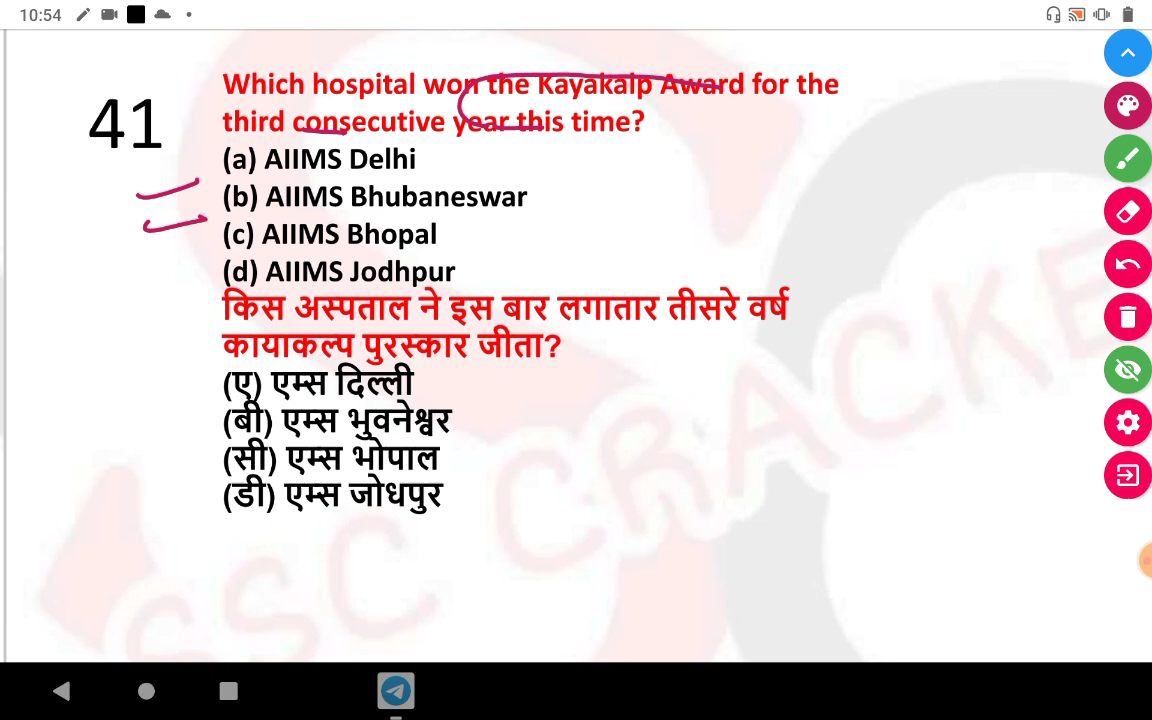 10:54
41
Which hospital won the Kayakalp Award for the
third consecutive year this time?
(a) AIIMS Delhi
(b) AIIMS Bhubaneswar
(c) AIIMS Bhopal
(d) AIIMS Jodhpur
किस अस्पताल ने इस बार लगातार तीसरे वर्ष
कायाकल्प पुरस्कार जीता?
(ए) एम्स दिल्ली
(बी) एम्स भुवनेश्वर
(सी) एम्स भोपाल
(डी) एम्स जोधपुर
SSC CRACKE